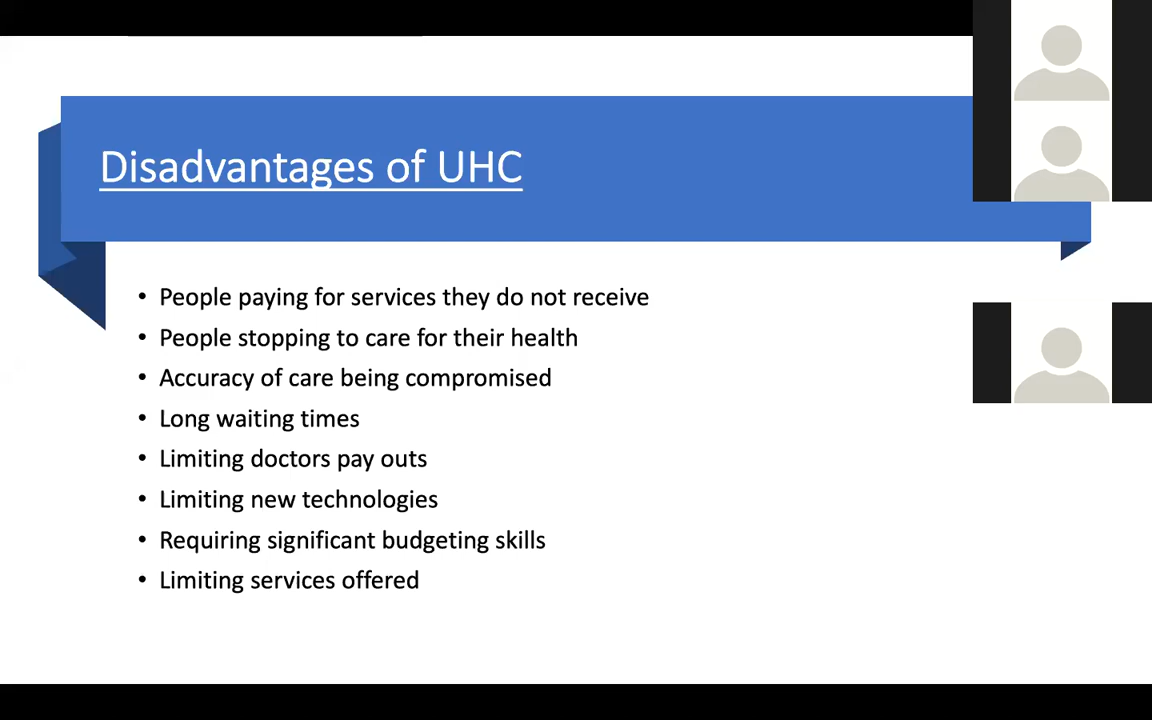 Disadvantages of UHC
• People paying for services they do not receive
• People stopping to care for their health
• Accuracy of care being compromised
• Long waiting times
• Limiting doctors pay outs
• Limiting new technologies
• Requiring significant budgeting skills
• Limiting services offered